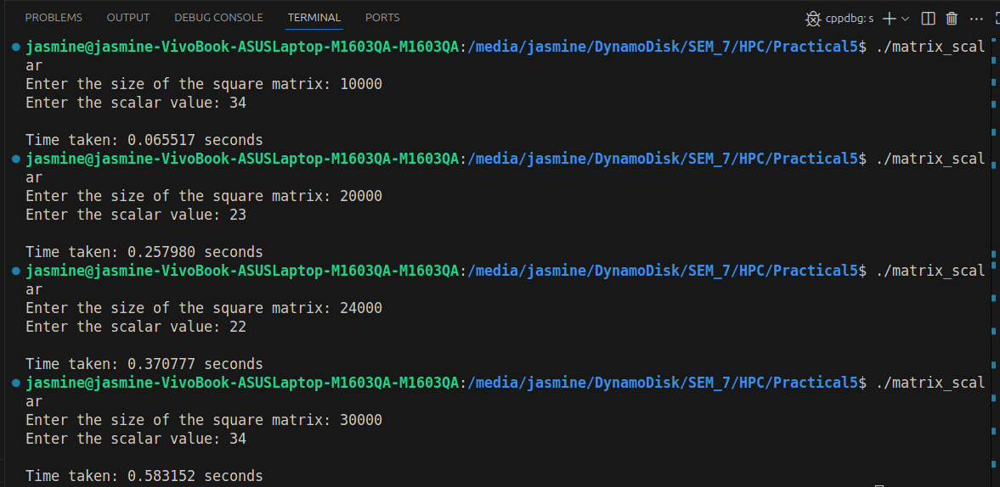 PROBLEMS OUTPUT DEBUG CONSOLE TERMINAL PORTS cppdbg: s
jasmine@jasmine-VivoBook-ASUSLaptop-M1603QA-M1603QA:/media/jasmine/DynamoDisk/SEM_7/HPC/Practical5$ ./matrix_scal
ar
Enter the size of the square matrix: 10000
Enter the scalar value: 34
Time taken: 0.065517 seconds
jasmine@jasmine-VivoBook-ASUSLaptop-M1603QA-M1603QA:/media/jasmine/DynamoDisk/SEM_7/HPC/Practical5$ ./matrix_scal
ar
Enter the size of the square matrix: 20000
Enter the scalar value: 23
Time taken: 0.257980 seconds
jasmine@jasmine-VivoBook-ASUSLaptop-M1603QA-M1603QA:/media/jasmine/DynamoDisk/SEM_7/HPC/Practical5$ ./matrix_scal
ar
Enter the size of the square matrix: 24000
Enter the scalar value: 22
Time taken: 0.370777 seconds
jasmine@jasmine-VivoBook-ASUSLaptop-M1603QA-M1603QA:/media/jasmine/DynamoDisk/SEM_7/HPC/Practical5$ ./matrix_scal
ar
Enter the size of the square matrix: 30000
Enter the scalar value: 34
Time taken: 0.583152 seconds